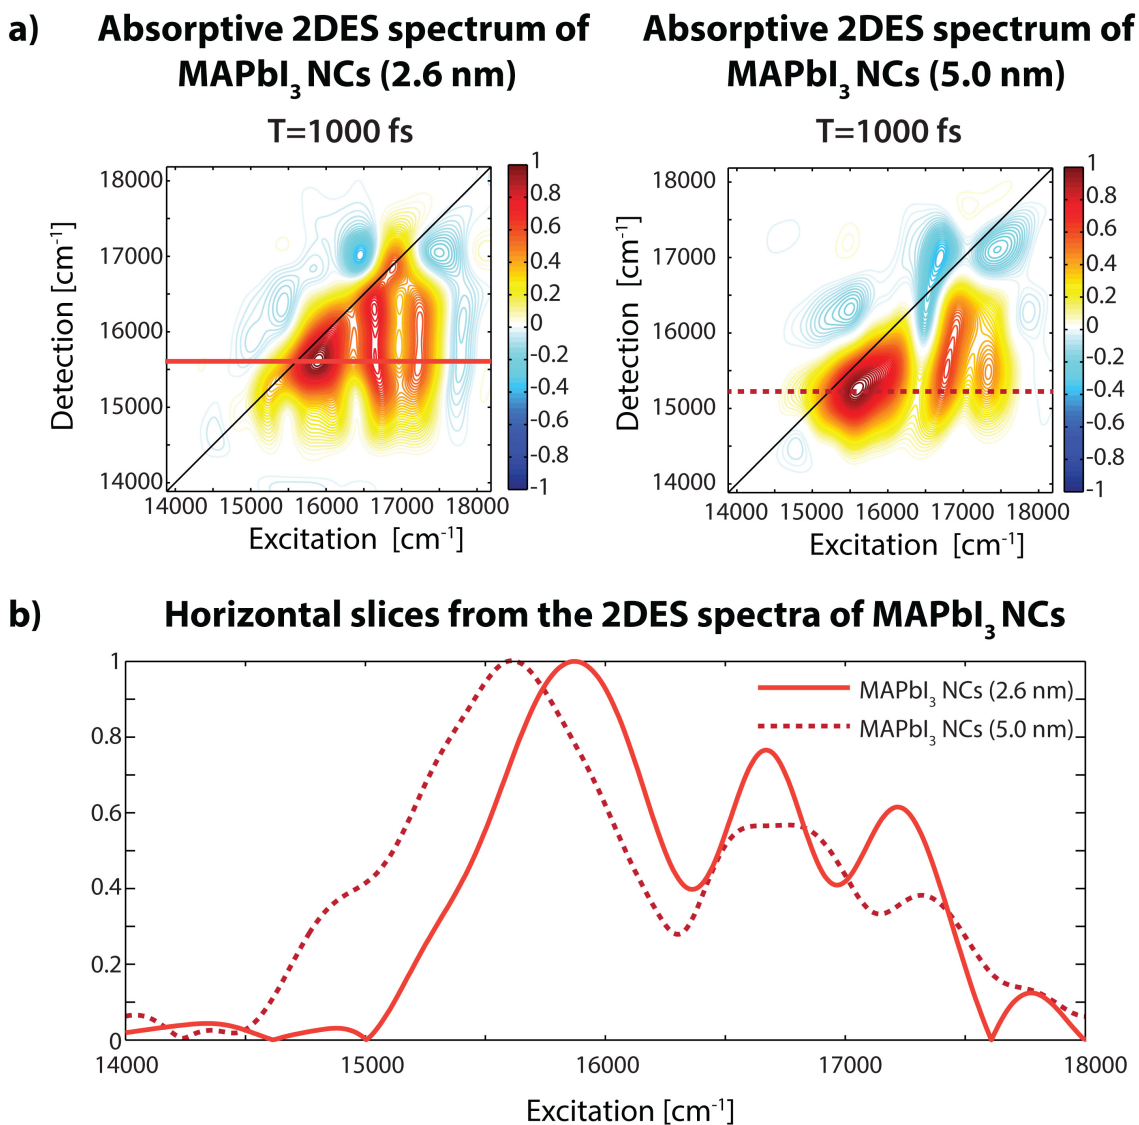 a)
Absorptive 2DES spectrum of
MAPbI3 NCs (2.6 nm)
T=1000 fs
Absorptive 2DES spectrum of
MAPbI3 NCs (5.0 nm)
T=1000 fs
Detection [cm-1]
18000
17000
16000
15000
14000
14000 15000 16000 17000 18000
Excitation [cm-1]
1
0.8
0.6
0.4
0.2
0
-0.2
-0.4
-0.6
-0.8
-1
Detection [cm-1]
18000
17000
16000
15000
14000
14000 15000 16000 17000 18000
Excitation [cm-1]
1
0.8
0.6
0.4
0.2
0
-0.2
-0.4
-0.6
-0.8
-1
b)
Horizontal slices from the 2DES spectra of MAPbI3 NCs
1
0.8
0.6
0.4
0.2
0
MAPbI3 NCs (2.6 nm)
MAPbI3 NCs (5.0 nm)
14000 15000 16000 17000 18000
Excitation [cm-1]